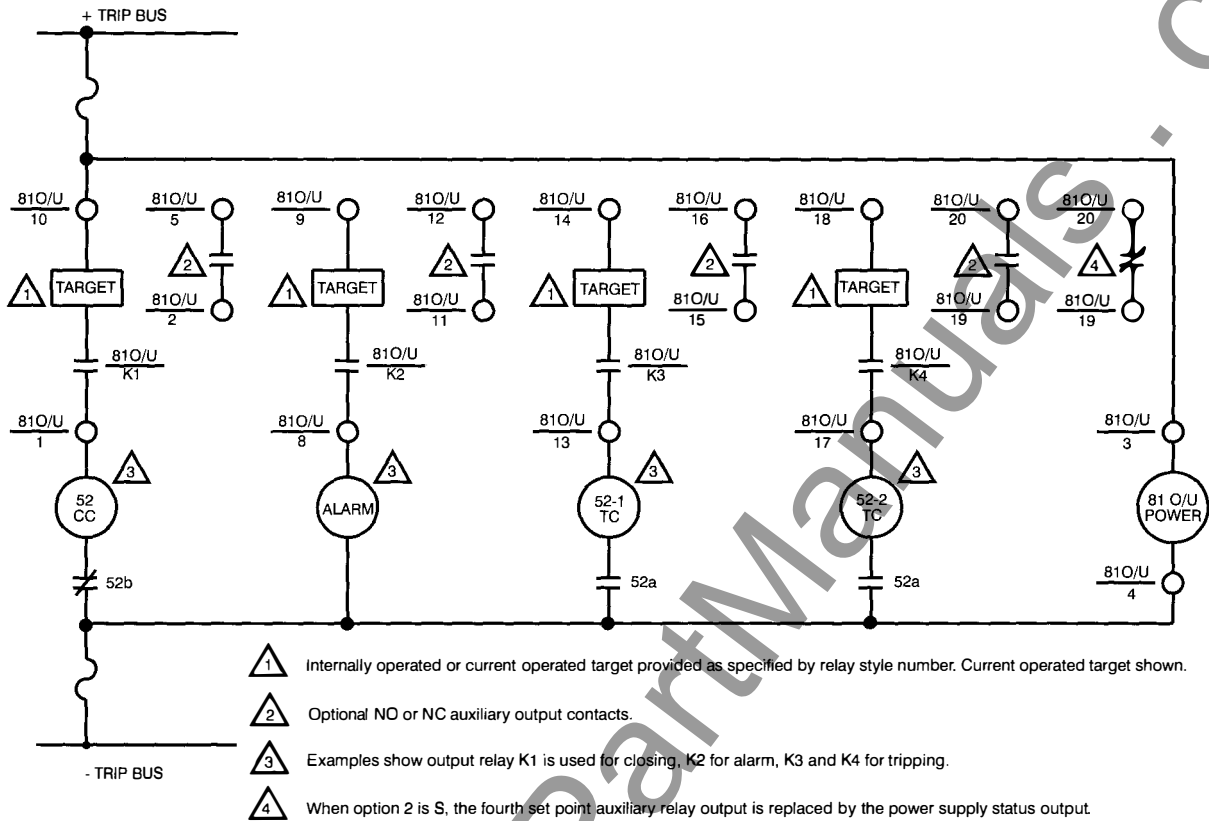 + TRIP BUS
81O/U 81O/U 81O/U 81O/U 81O/U 81O/U 81O/U 81O/U 81O/U
10 5 9 12 14 16 18 20 20
1 TARGET 2 1 TARGET 2 1 TARGET 2 1 TARGET 2 4
81O/U 81O/U 81O/U 81O/U 81O/U
2 11 15 19 19
81O/U 81O/U 81O/U 81O/U
K1 K2 K3 K4
81O/U 81O/U 81O/U 81O/U 81O/U
1 8 13 17 3
3 3 3 3
52 ALARM 52-1 52-2 81 O/U
CC TC TC POWER
52b 52a 52a 81O/U
4
1 Internally operated or current operated target provided as specified by relay style number. Current operated target shown.
2 Optional NO or NC auxiliary output contacts.
- TRIP BUS
3 Examples show output relay K1 is used for closing, K2 for alarm, K3 and K4 for tripping.
4 When option 2 is S, the fourth set point auxiliary relay output is replaced by the power supply status output.
PartManuals . c